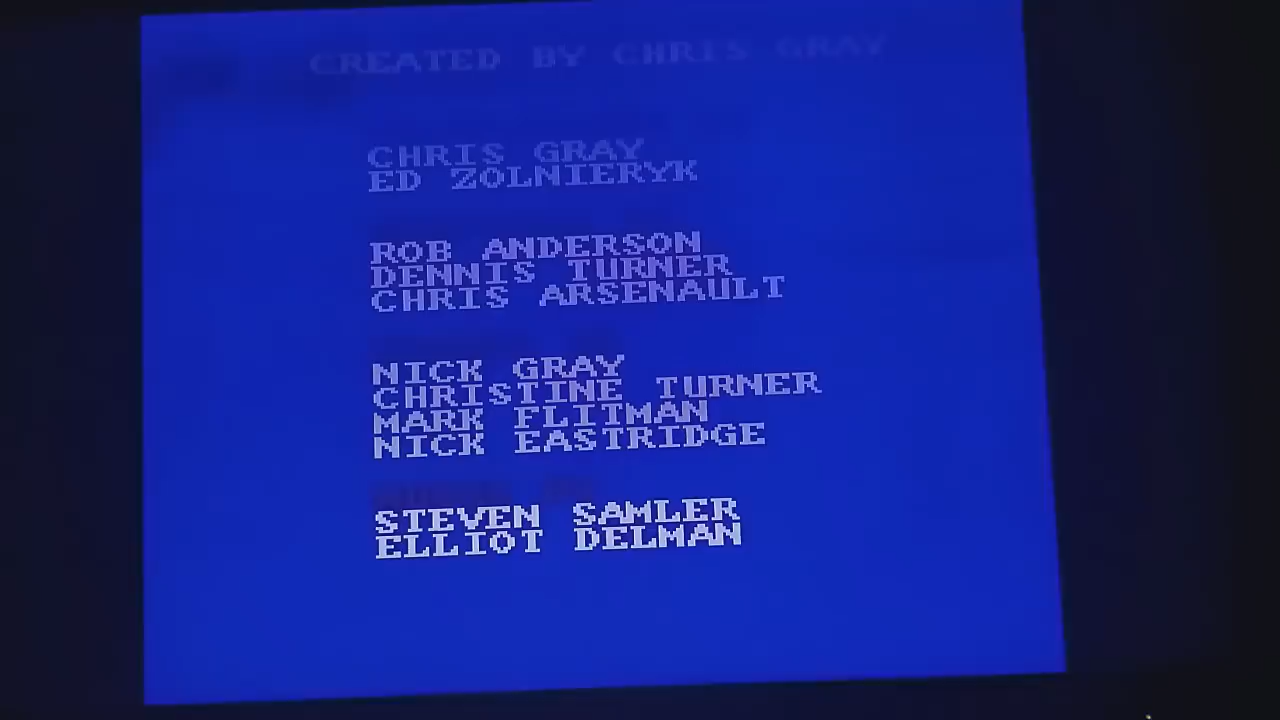 CREATED BY CHRIS GRAY
CHRIS GRAY
ED ZOLNIERYK
ROB ANDERSON
DENNIS TURNER
CHRIS ARSENAULT
NICK GRAY
CHRISTINE TURNER
MARK FLITMAN
NICK EASTRIDGE
STEVEN SAMLER
ELLIOT DELMAN